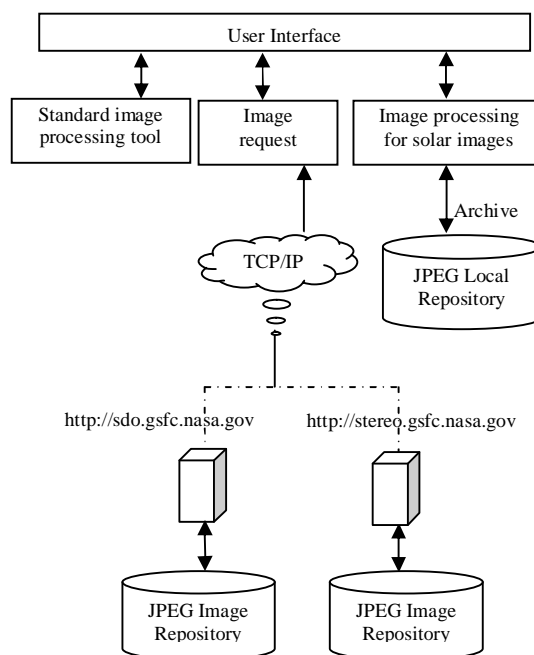 User Interface
Standard image
processing tool
Image
request
Image processing
for solar images
Archive
TCP/IP
JPEG Local
Repository
http://sdo.gsfc.nasa.gov
http://stereo.gsfc.nasa.gov
JPEG Image
Repository
JPEG Image
Repository